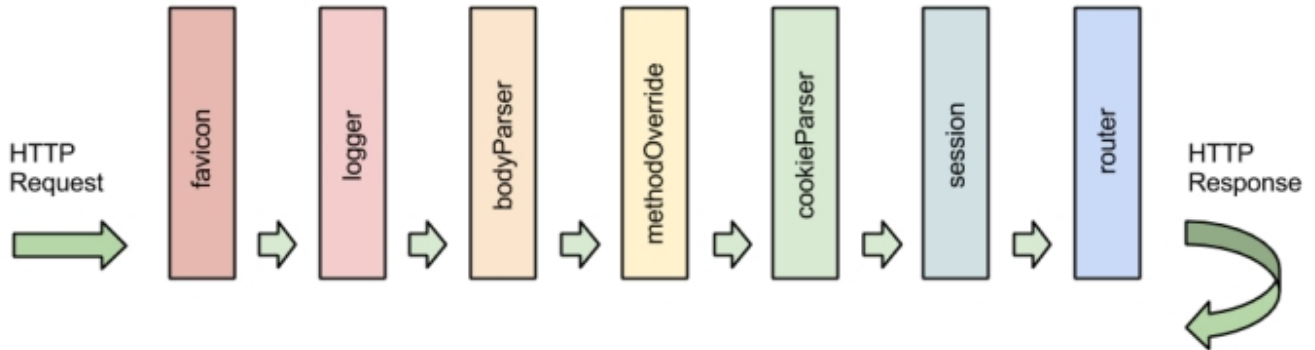 HTTP
Request
favicon
logger
bodyParser
methodOverride
cookieParser
session
router
HTTP
Response